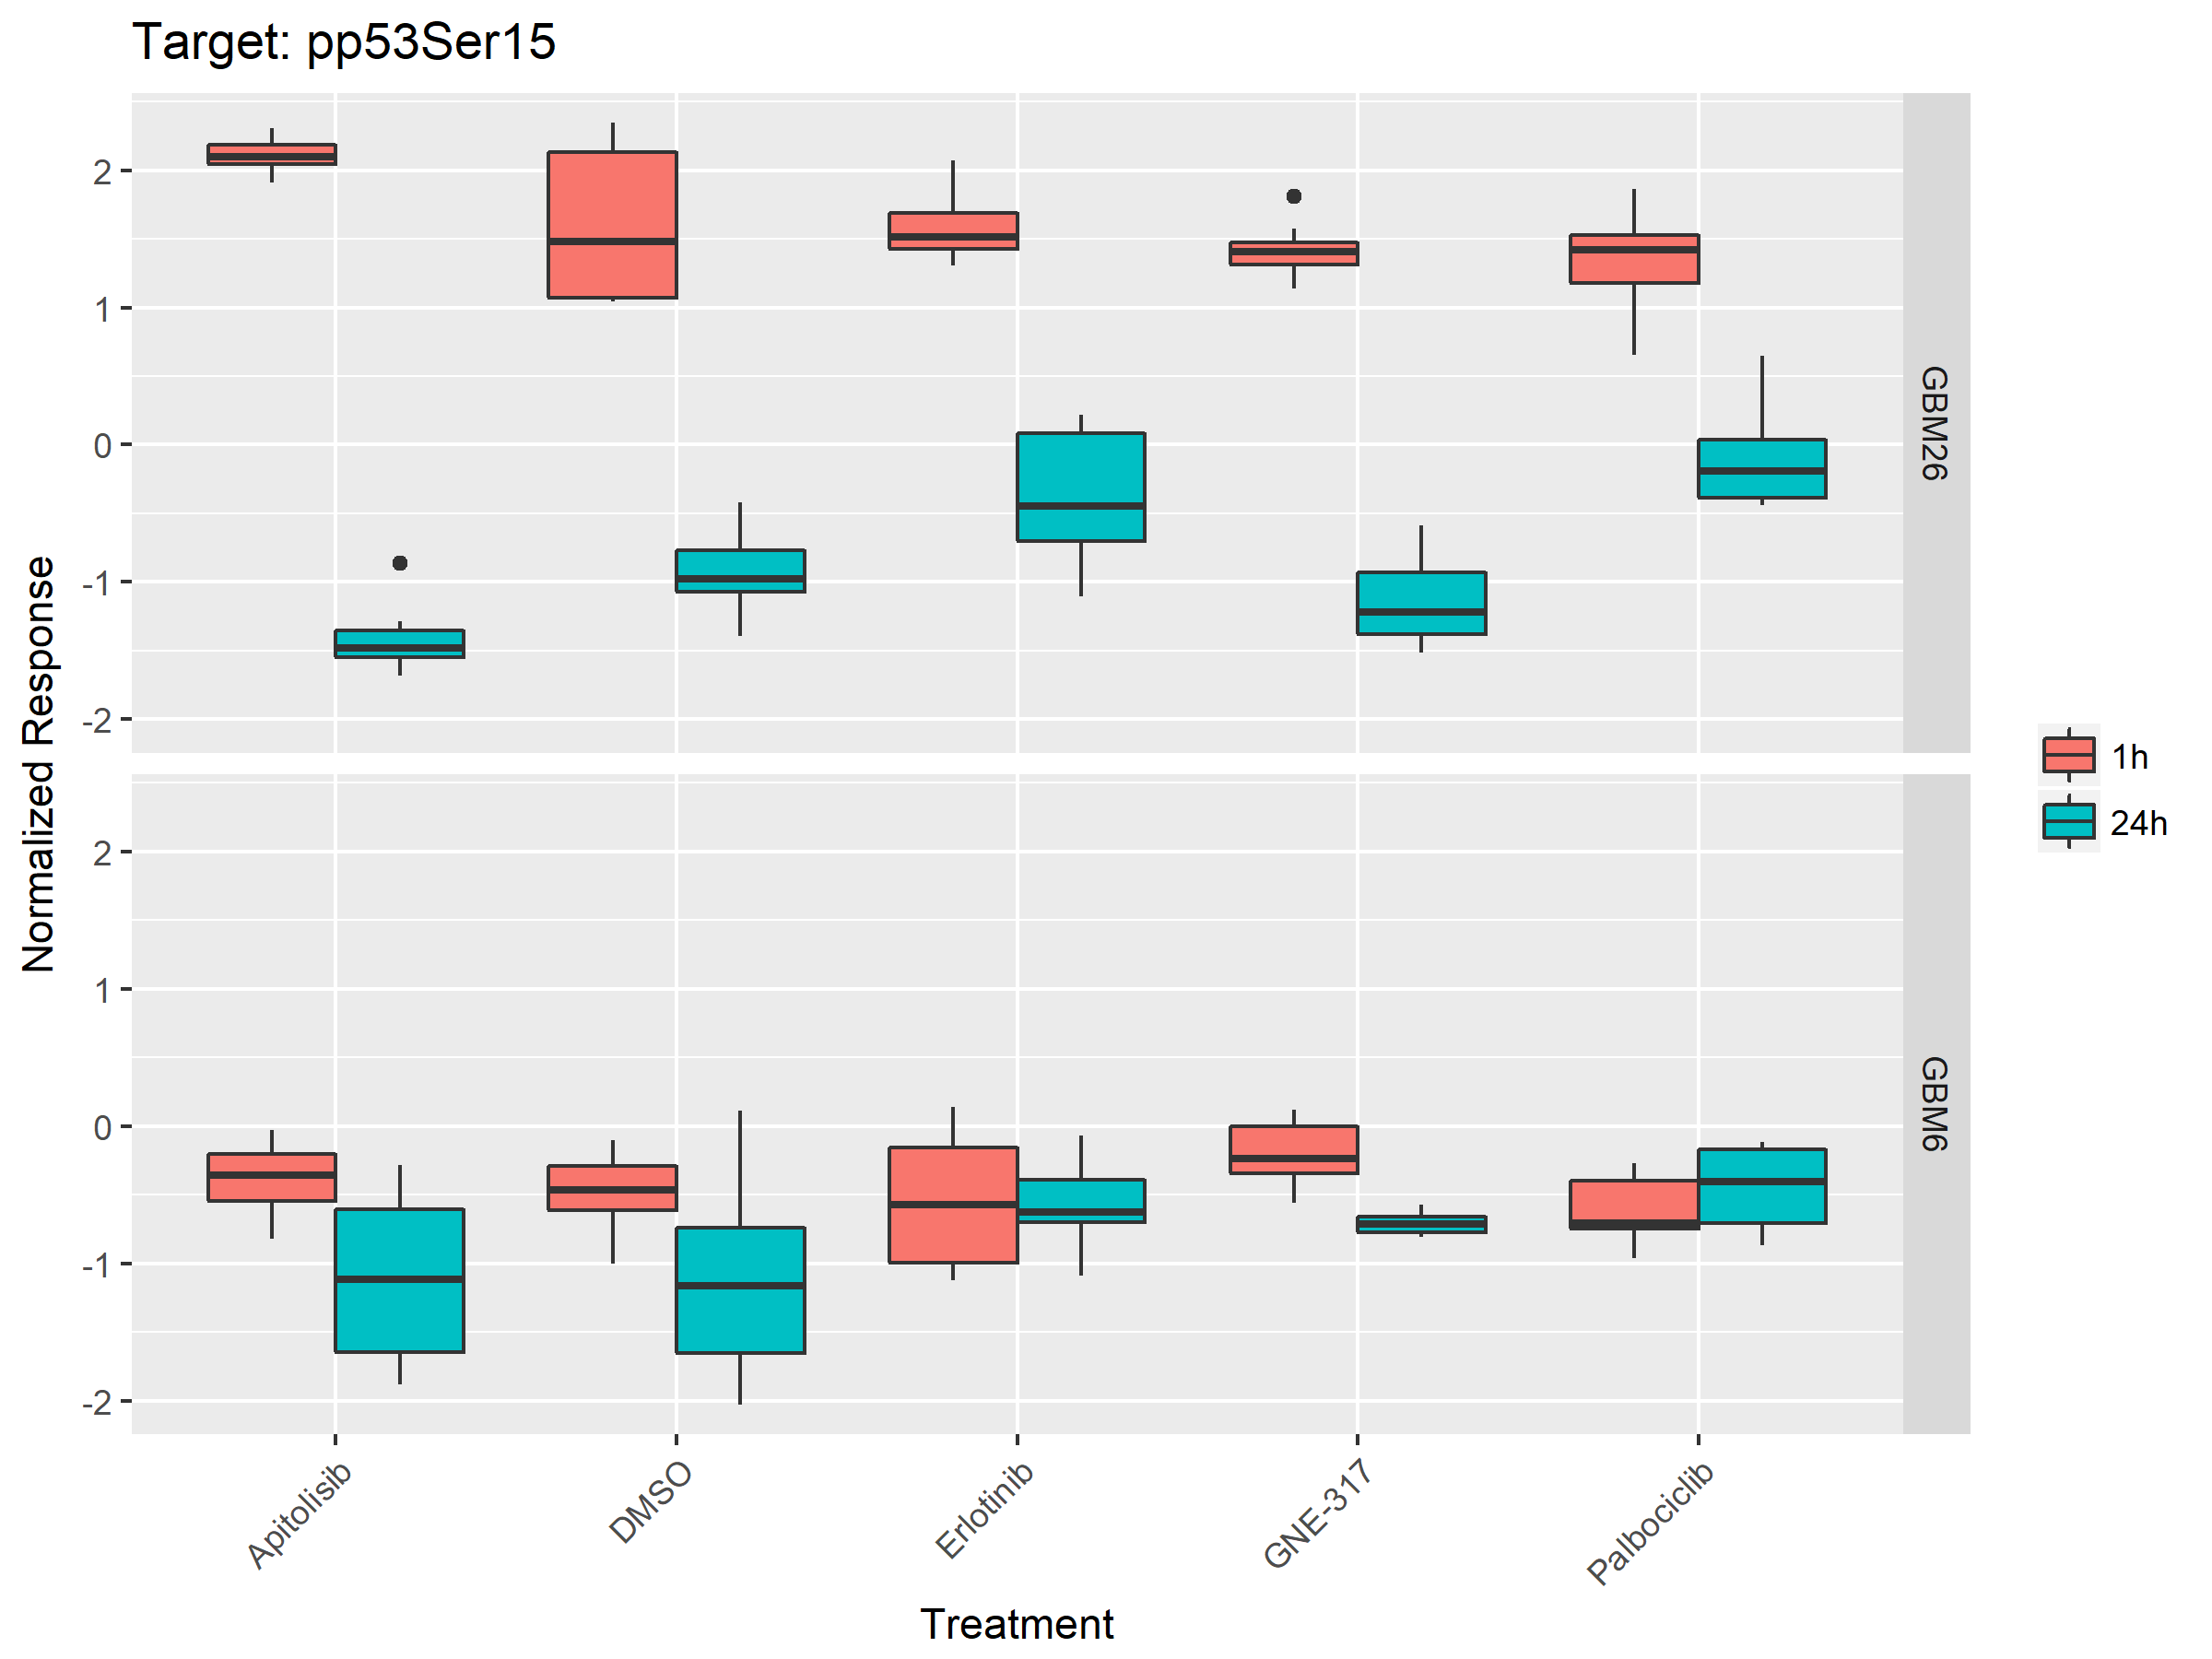 Target: pp53Ser15
Normalized Response
2
1
0
-1
-2
GBM26
2
1
0
-1
-2
GBM6
1h
24h
Apitolisib
DMSO
Erlotinib
GNE-317
Palbociclib
Treatment